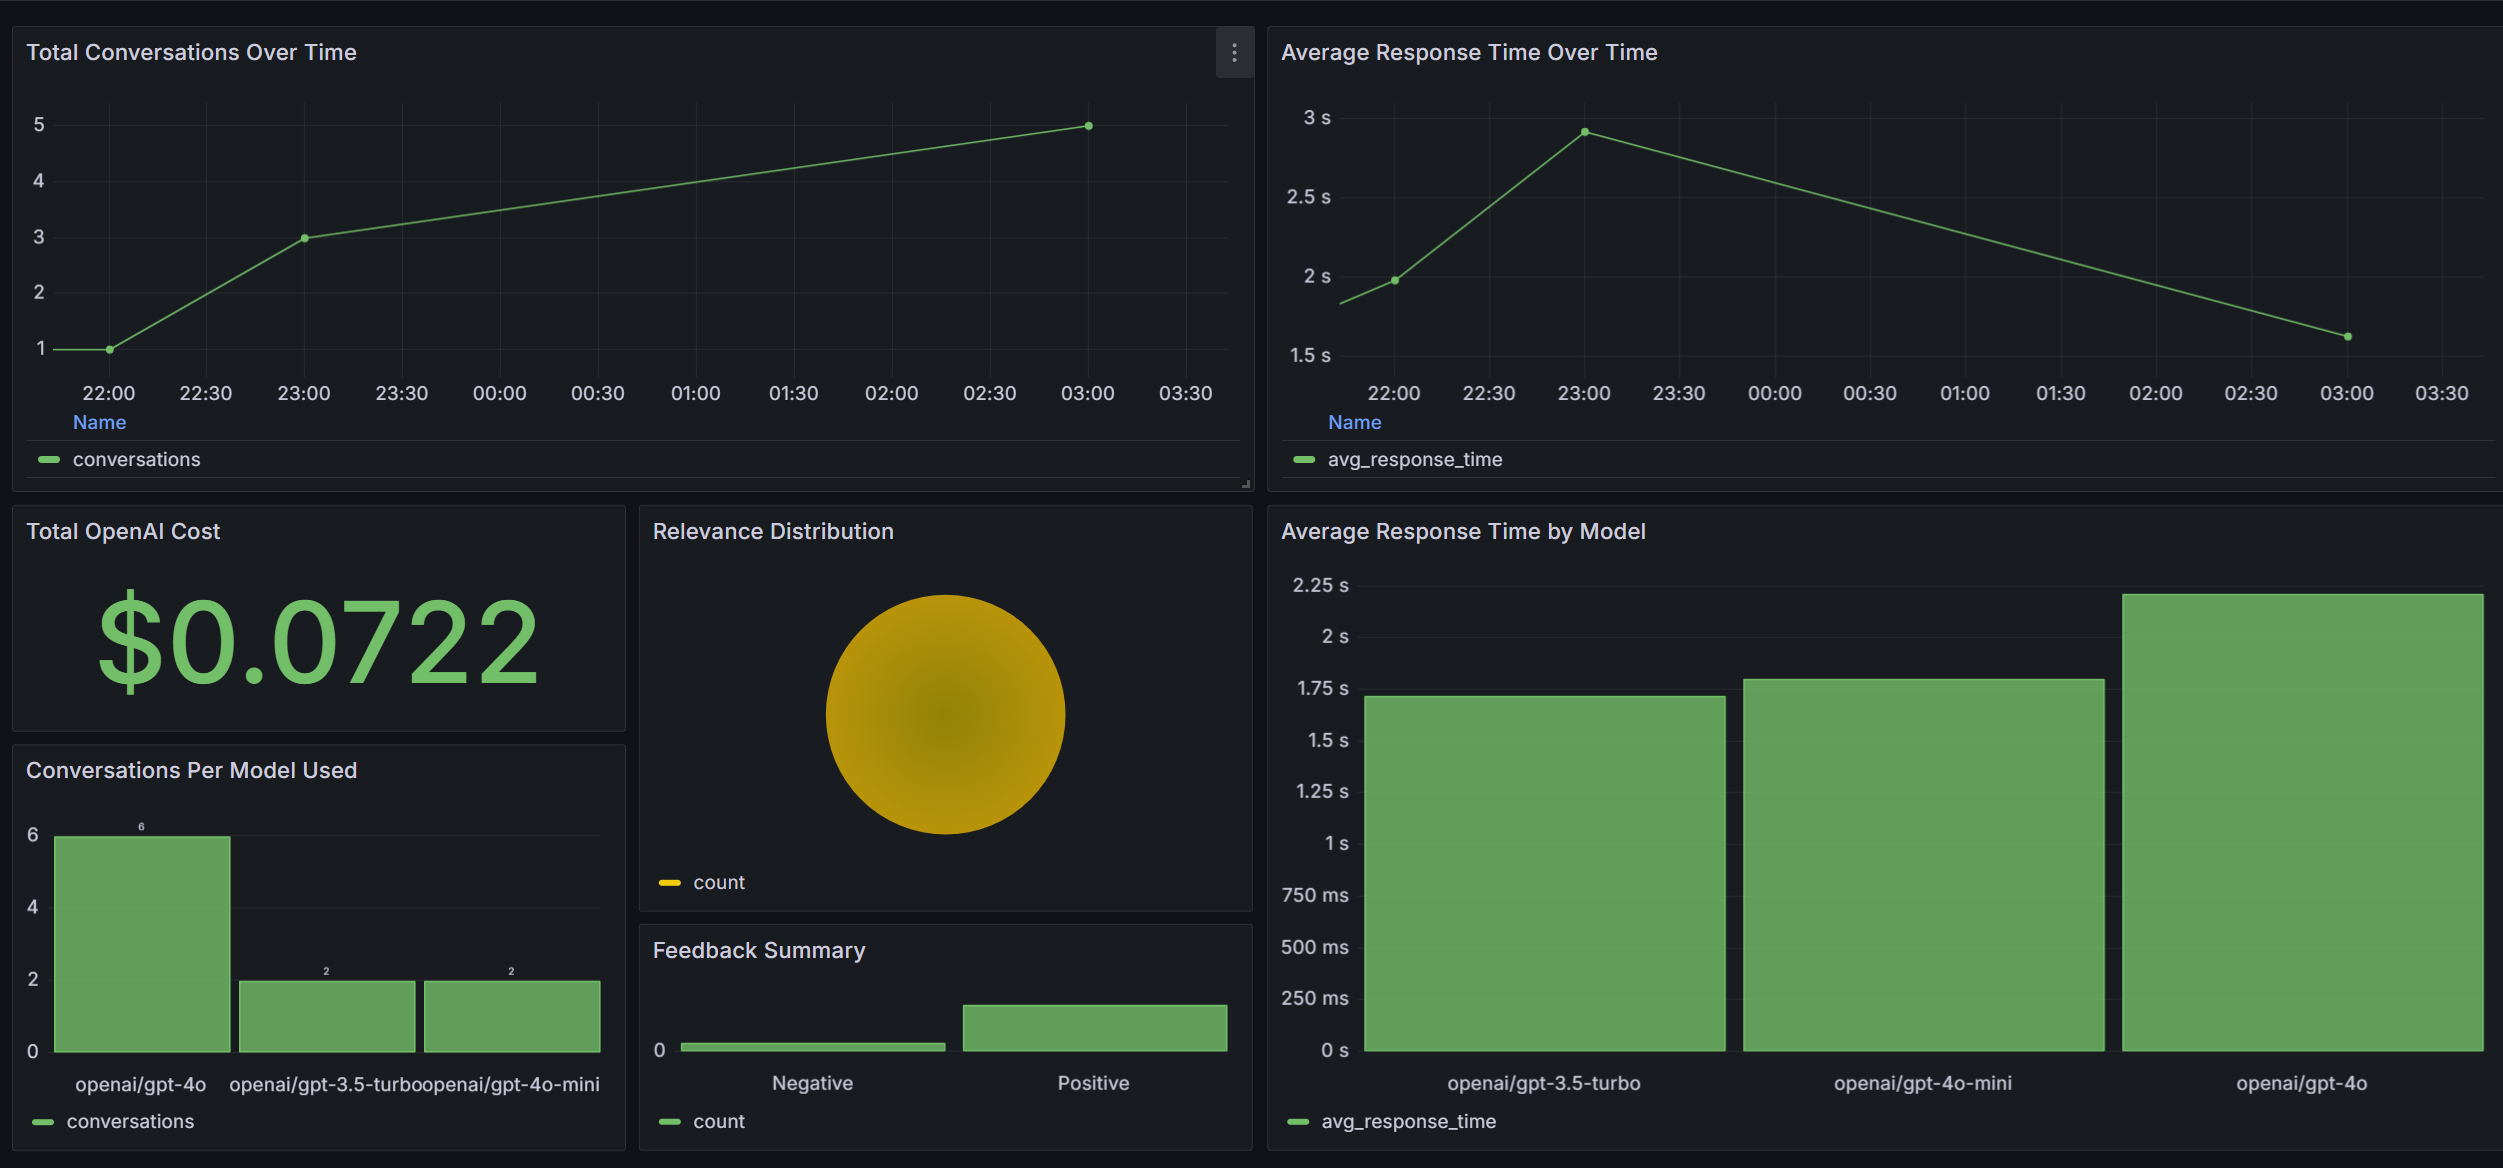 Total Conversations Over Time
5
4
3
2
1
22:00 22:30 23:00 23:30 00:00 00:30 01:00 01:30 02:00 02:30 03:00 03:30
Name
conversations
Average Response Time Over Time
3 s
2.5 s
2 s
1.5 s
22:00 22:30 23:00 23:30 00:00 00:30 01:00 01:30 02:00 02:30 03:00 03:30
Name
avg_response_time
Total OpenAI Cost
$0.0722
Conversations Per Model Used
6
4
2
0
6
2
2
openai/gpt-4o openai/gpt-3.5-turbo openai/gpt-4o-mini
conversations
Relevance Distribution
count
Feedback Summary
0
Negative Positive
count
Average Response Time by Model
2.25 s
2 s
1.75 s
1.5 s
1.25 s
1 s
750 ms
500 ms
250 ms
0 s
openai/gpt-3.5-turbo openai/gpt-4o-mini openai/gpt-4o
avg_response_time